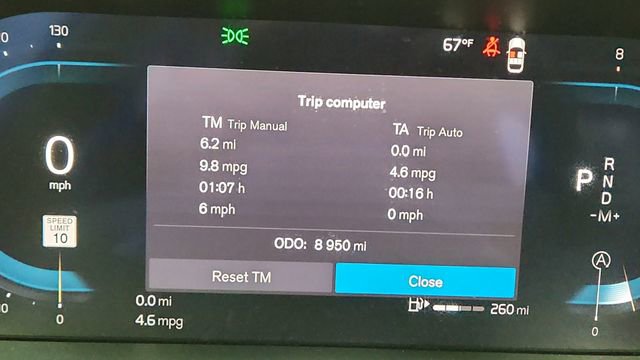 130
67°F
8
Trip computer
TM Trip Manual
6.2 mi
9.8 mpg
01:07 h
6 mph
TA Trip Auto
0.0 mi
4.6 mpg
00:16 h
0 mph
ODO: 8 950 mi
Reset TM
Close
0
mph
SPEED
LIMIT
10
0
0.0 mi
4.6 mpg
P
R
N
D
-M+
A
260 mi
0